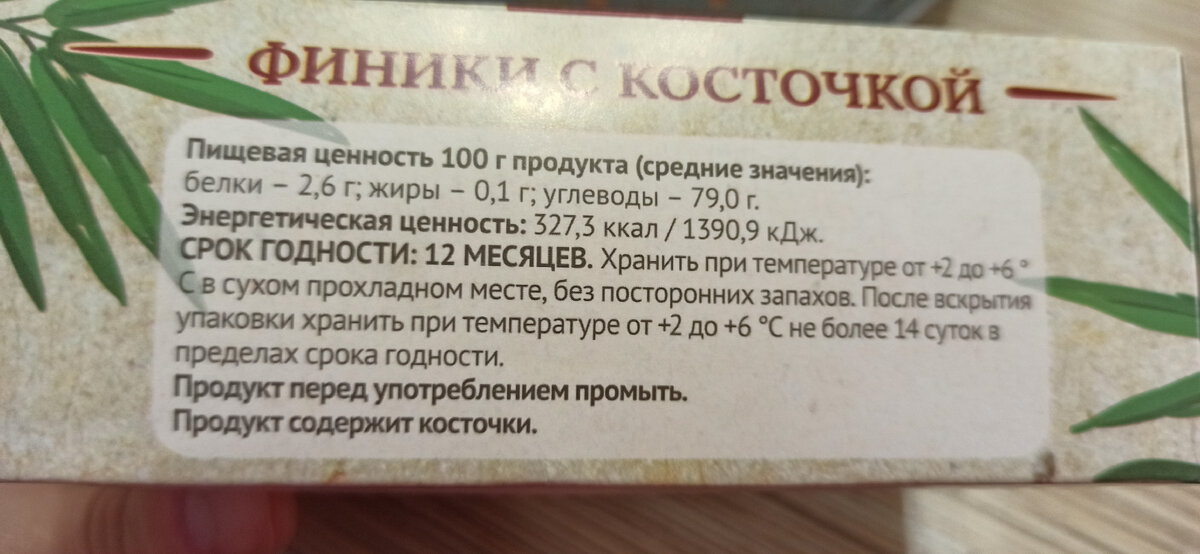 ФИНИКИ С КОСТОЧКОЙ
Пищевая ценность 100 г продукта (средние значения):
белки – 2,6 г; жиры – 0,1 г; углеводы – 79,0 г.
Энергетическая ценность: 327,3 ккал / 1390,9 кДж.
СРОК ГОДНОСТИ: 12 МЕСЯЦЕВ. Хранить при температуре от +2 до +6 °
С в сухом прохладном месте, без посторонних запахов. После вскрытия
упаковки хранить при температуре от +2 до +6 °С не более 14 суток в
пределах срока годности.
Продукт перед употреблением промыть.
Продукт содержит косточки.